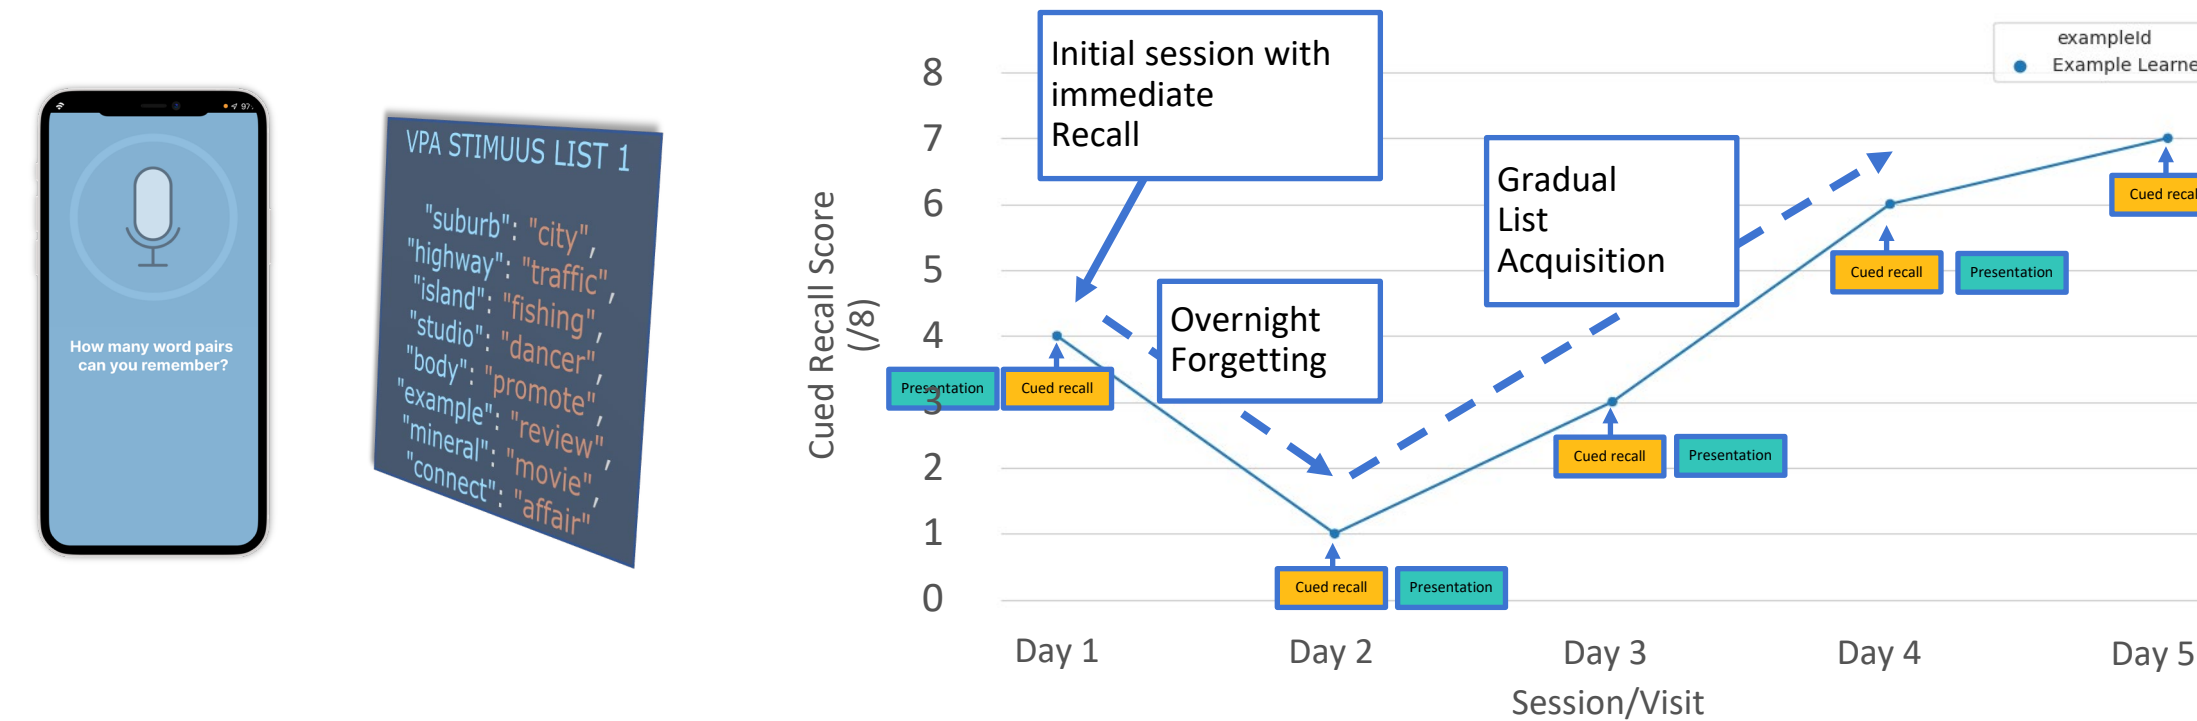 97.
How many word pairs
can you remember?
VPA STIMUUS LIST 1
"suburb": "city",
"highway": "traffic",
"island": "fishing",
"studio": "dancer",
"body": "promote",
"example": "review",
"mineral": "movie",
"connect": "affair"
Cued Recall Score
(/8)
8
7
6
5
4
3
2
1
0
Initial session with
immediate
Recall
Overnight
Forgetting
Gradual
List
Acquisition
exampleId
Example Learne
Presentation
Cued recall
Cued recall
Presentation
Cued recall
Presentation
Cued recall
Presentation
Cued recal
Day 1
Day 2
Day 3
Day 4
Day 5
Session/Visit